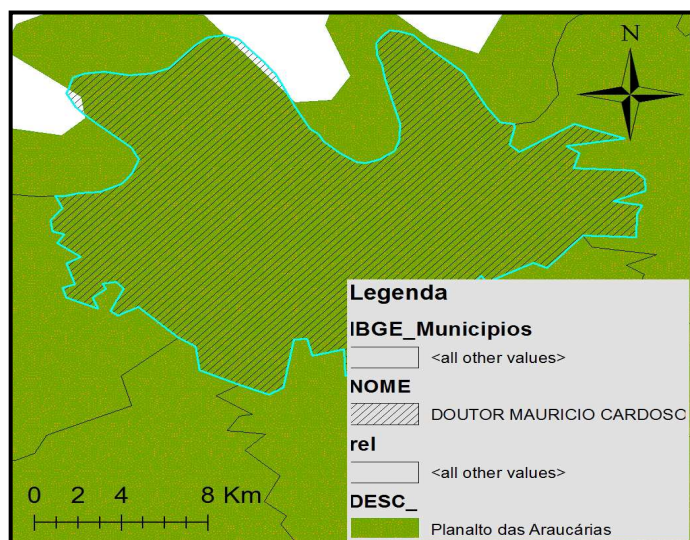 N
Legenda
IBGE_Municipios
<all other values>
NOME
DOUTOR MAURICIO CARDOSO
rel
<all other values>
DESC_
Planalto das Araucárias
0 2 4 8 Km